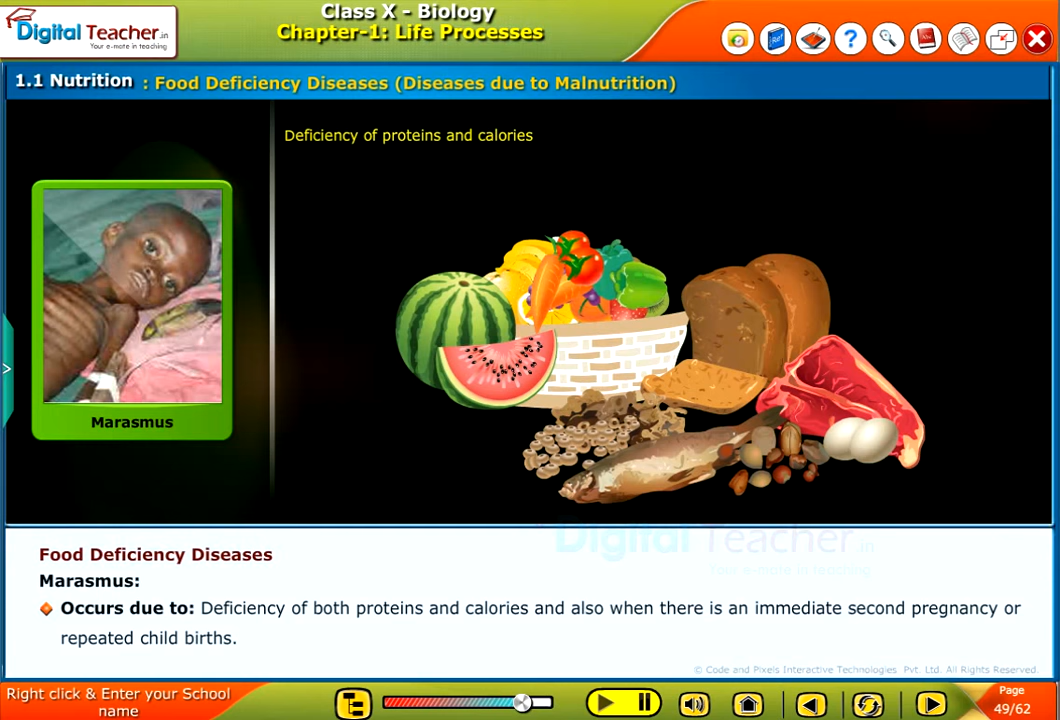 Digital Teacher.in
Your e-mate in teaching
Class X - Biology
Chapter-1: Life Processes
1.1 Nutrition : Food Deficiency Diseases (Diseases due to Malnutrition)
Deficiency of proteins and calories
Marasmus
Food Deficiency Diseases
Marasmus:
Occurs due to: Deficiency of both proteins and calories and also when there is an immediate second pregnancy or
repeated child births.
Digital Teacher.in
Your e-mate in teaching
© Code and Pixels Interactive Technologies. Pvt. Ltd. All Rights Reserved.
Right click & Enter your School
name
Page
49/62